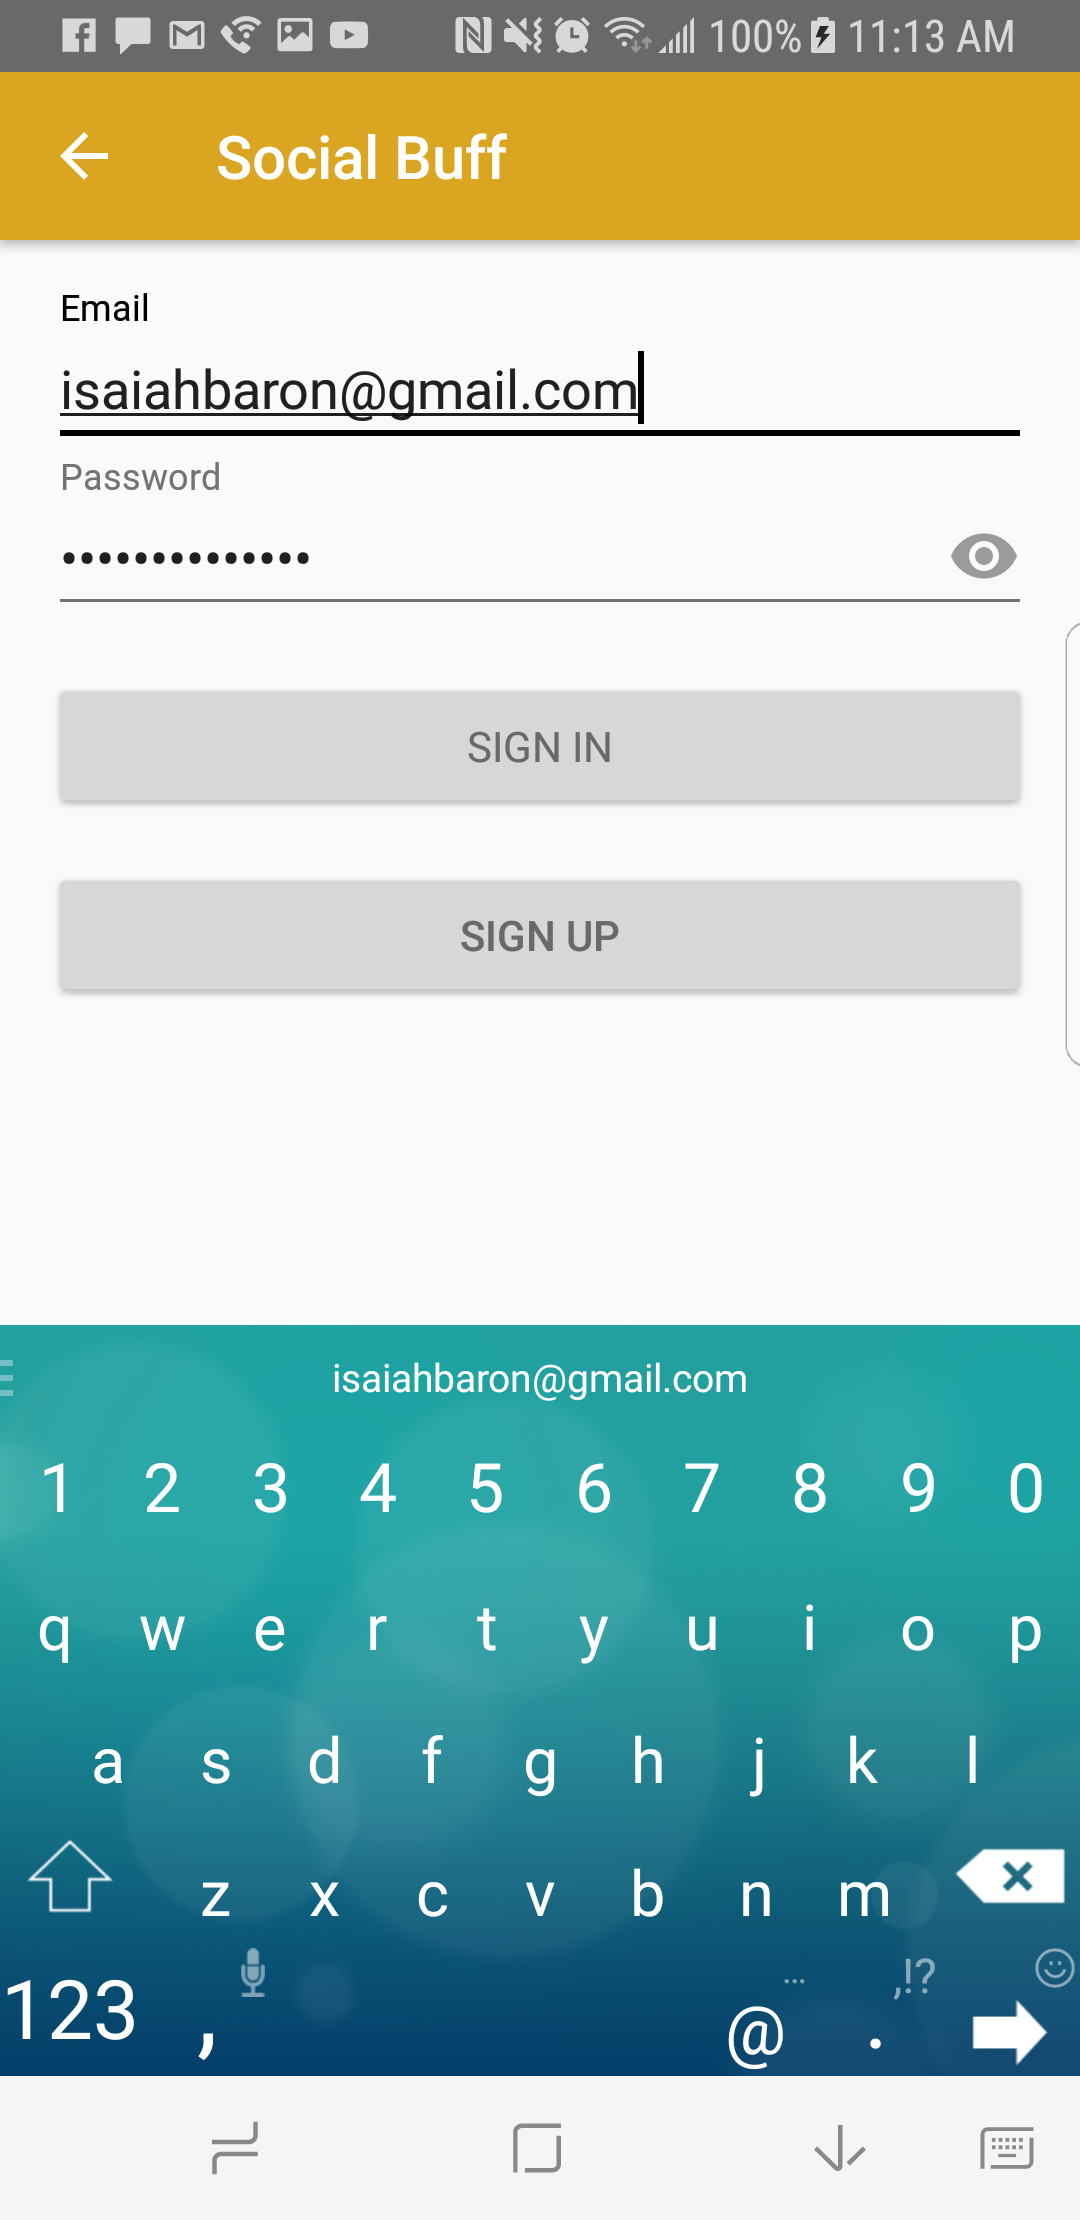 100% 11:13 AM
Social Buff
Email
isaiahbaron@gmail.com
Password
••••••••••••••
SIGN IN
SIGN UP
isaiahbaron@gmail.com
1 2 3 4 5 6 7 8 9 0
q w e r t y u i o p
a s d f g h j k l
z x c v b n m
... ,!?
123 , @ .